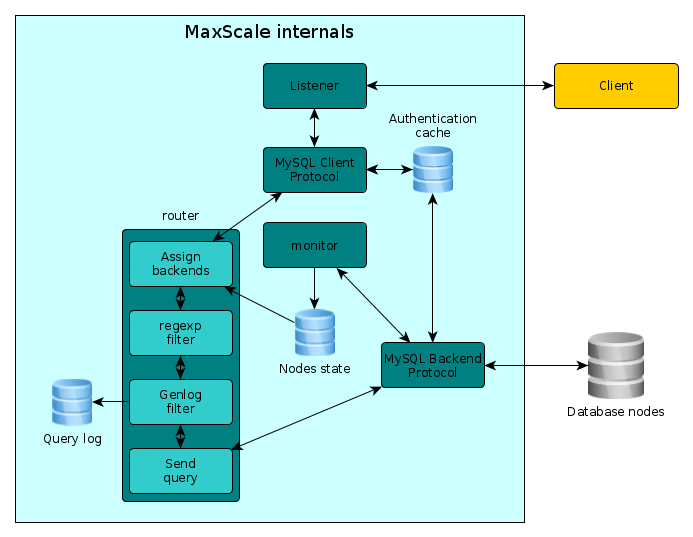 MaxScale internals
Listener
Client
Authentication
cache
MySQL Client
Protocol
router
monitor
Assign
backends
regexp
filter
Nodes state
MySQL Backend
Protocol
Genlog
filter
Query log
Database nodes
Send
query